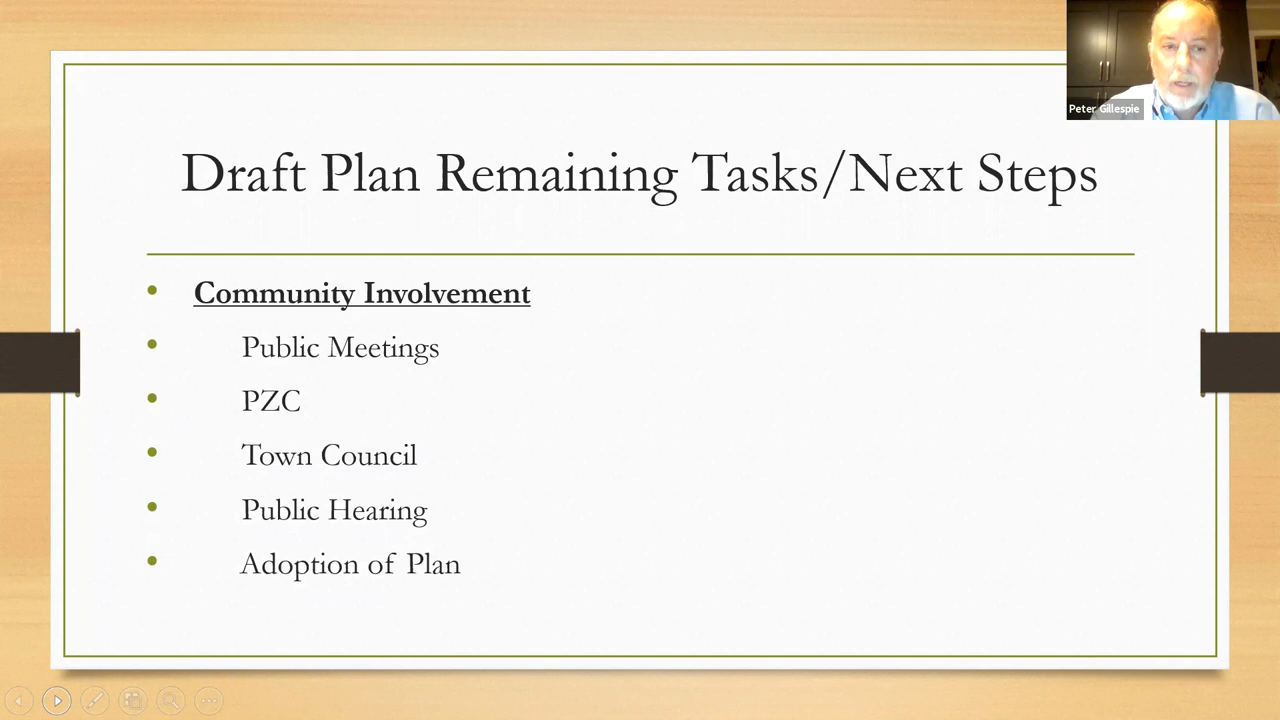 Peter Gillespie
Draft Plan Remaining Tasks/Next Steps
Community Involvement
Public Meetings
PZC
Town Council
Public Hearing
Adoption of Plan